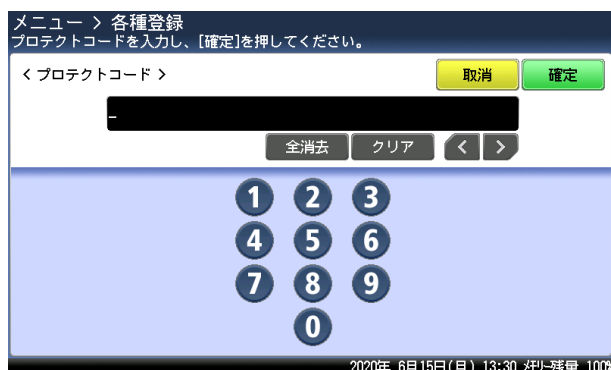 メニュー > 各種登録
プロテクトコードを入力し、[確定]を押してください。
< プロテクトコード >
取消
確定
_
全消去
クリア
< >
1 2 3
4 5 6
7 8 9
0
2020年 6月15日(月) 13:30 メモリー残量 100%